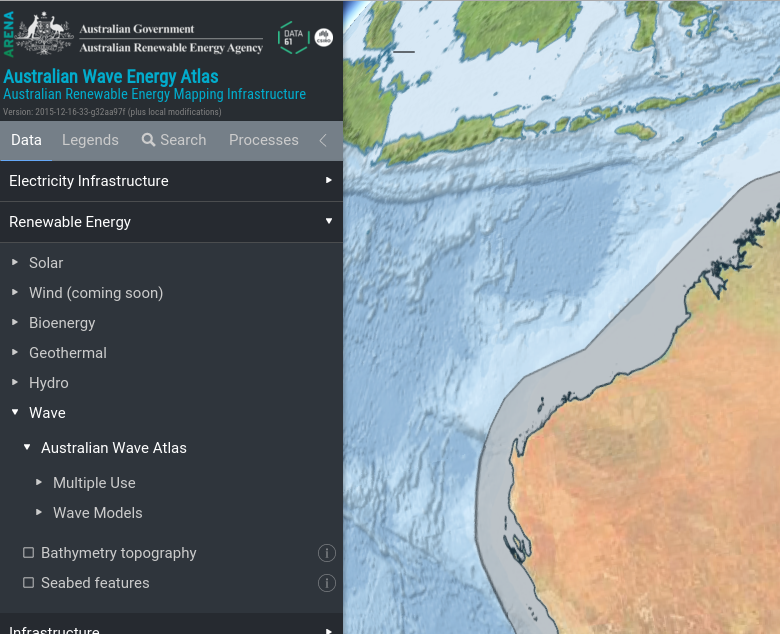 ARENA
Australian Government
Australian Renewable Energy Agency
DATA
61
CSIRO
Australian Wave Energy Atlas
Australian Renewable Energy Mapping Infrastructure
Version: 2015-12-16-33-g32aa97f (plus local modifications)
Data Legends Search Processes
Electricity Infrastructure
Renewable Energy
Solar
Wind (coming soon)
Bioenergy
Geothermal
Hydro
Wave
Australian Wave Atlas
Multiple Use
Wave Models
Bathymetry topography
Seabed features
Infrastructure